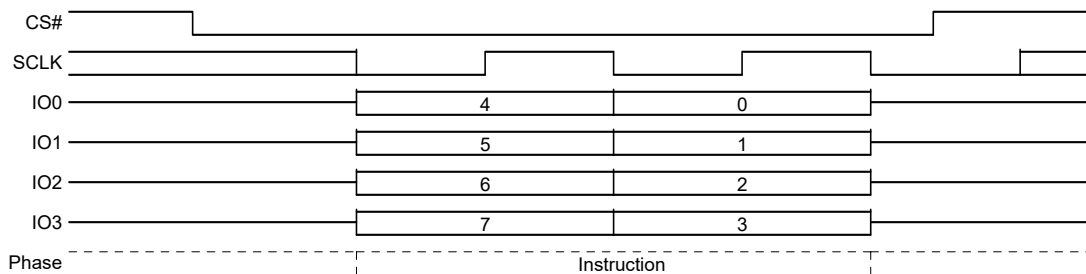 CS#
SCLK
IO0 4 0
IO1 5 1
IO2 6 2
IO3 7 3
Phase Instruction